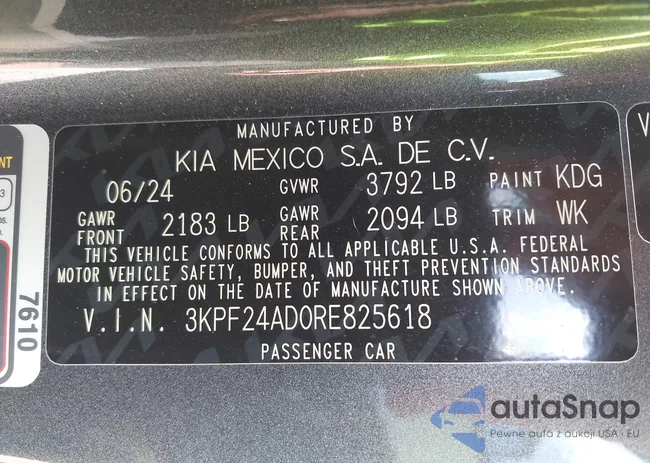 MANUFACTURED BY
KIA MEXICO S.A. DE C.V.
06/24 GVWR 3792 LB PAINT KDG
GAWR FRONT 2183 LB GAWR REAR 2094 LB TRIM WK
THIS VEHICLE CONFORMS TO ALL APPLICABLE U.S.A. FEDERAL
MOTOR VEHICLE SAFETY, BUMPER, AND THEFT PREVENTION STANDARDS
IN EFFECT ON THE DATE OF MANUFACTURE SHOWN ABOVE.
V.I.N. 3KPF24AD0RE825618
PASSENGER CAR
7610
autaSnap
Pewne auta z aukcji USA · EU